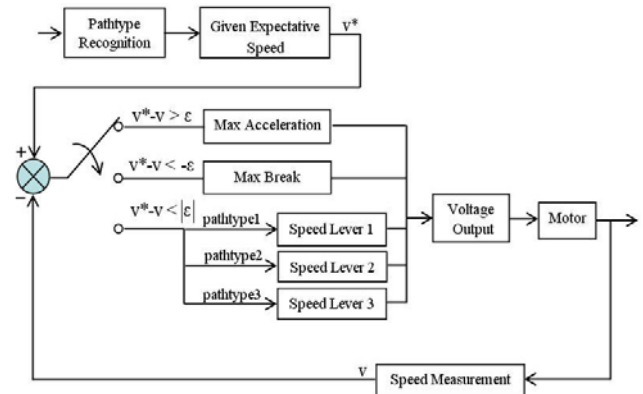 Pathtype
Recognition
Given Expectative
Speed
v*
+
−
v*-v > ε
Max Acceleration
v*-v < -ε
Max Break
v*-v < |ε|
pathtype1
Speed Lever 1
pathtype2
Speed Lever 2
pathtype3
Speed Lever 3
Voltage
Output
Motor
v
Speed Measurement